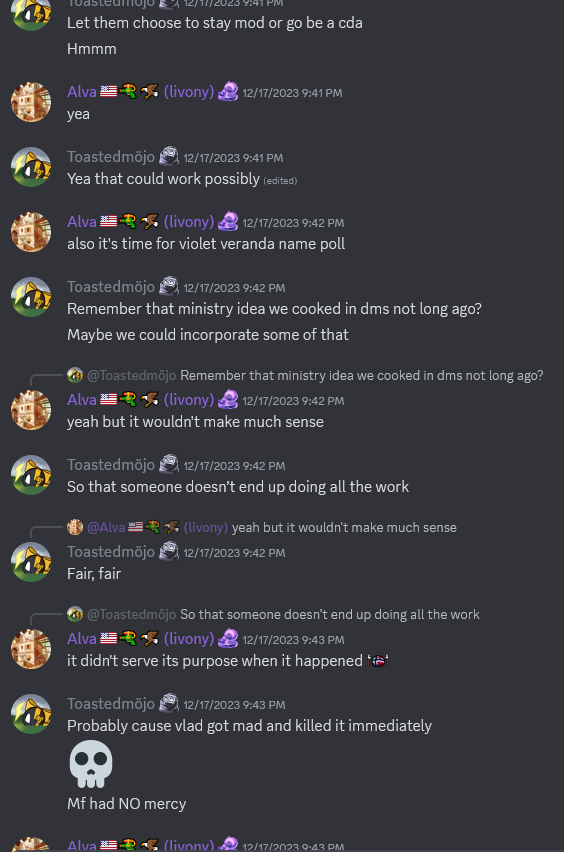 Toastedmöjo 12/17/2023 9:41 PM
Let them choose to stay mod or go be a cda
Hmmm
Alva (livony) 12/17/2023 9:41 PM
yea
Toastedmöjo 12/17/2023 9:41 PM
Yea that could work possibly (edited)
Alva (livony) 12/17/2023 9:42 PM
also it's time for violet veranda name poll
Toastedmöjo 12/17/2023 9:42 PM
Remember that ministry idea we cooked in dms not long ago?
Maybe we could incorporate some of that
@Toastedmöjo Remember that ministry idea we cooked in dms not long ago?
Alva (livony) 12/17/2023 9:42 PM
yeah but it wouldn't make much sense
Toastedmöjo 12/17/2023 9:42 PM
So that someone doesn't end up doing all the work
@Alva (livony) yeah but it wouldn't make much sense
Toastedmöjo 12/17/2023 9:42 PM
Fair, fair
@Toastedmöjo So that someone doesn't end up doing all the work
Alva (livony) 12/17/2023 9:43 PM
it didn't serve its purpose when it happened
Toastedmöjo 12/17/2023 9:43 PM
Probably cause vlad got mad and killed it immediately
Mf had NO mercy
Alva (livony) 12/17/2023 9:43 PM